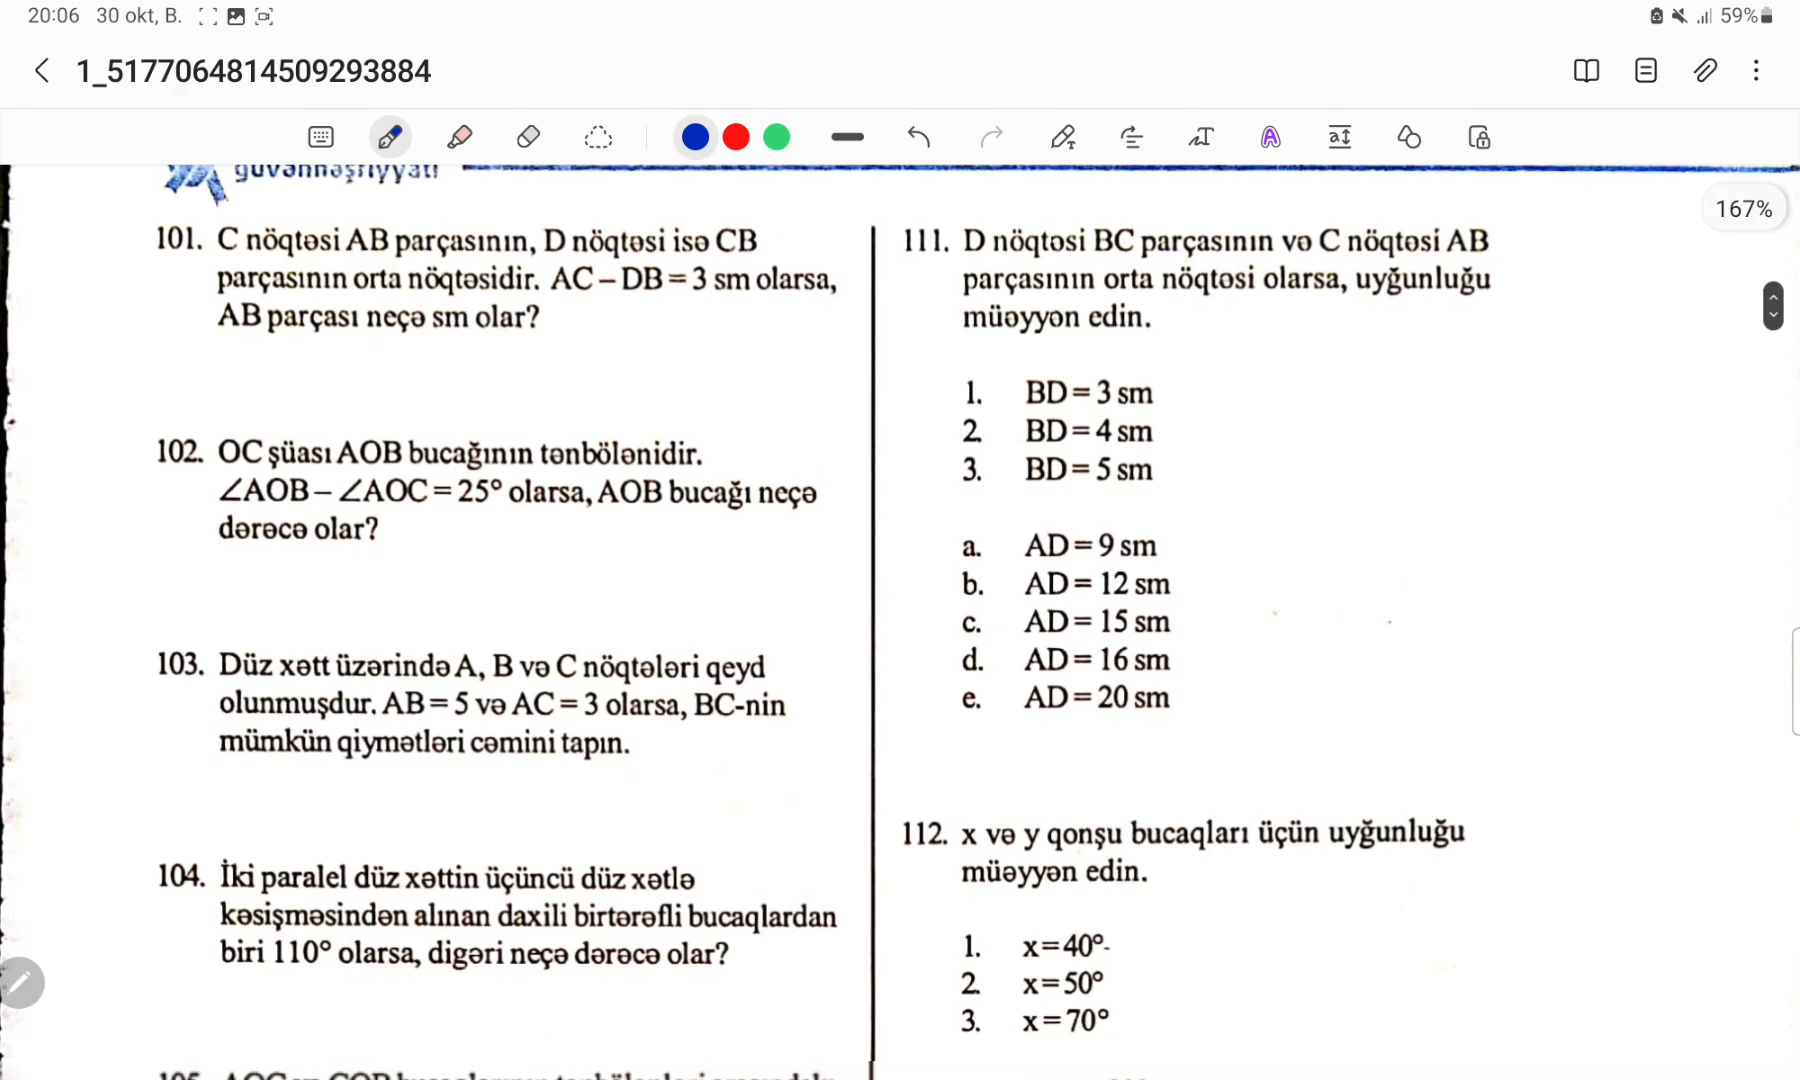 20:06 30 okt, B.
59%
1_5177064814509293884
güvənnəşriyyatı
167%
101. C nöqtəsi AB parçasının, D nöqtəsi isə CB
parçasının orta nöqtəsidir. AC – DB = 3 sm olarsa,
AB parçası neçə sm olar?
102. OC şüası AOB bucağının tənbölənidir.
∠AOB – ∠AOC = 25° olarsa, AOB bucağı neçə
dərəcə olar?
103. Düz xətt üzərində A, B və C nöqtələri qeyd
olunmuşdur. AB = 5 və AC = 3 olarsa, BC-nin
mümkün qiymətləri cəmini tapın.
104. İki paralel düz xəttin üçüncü düz xətlə
kəsişməsindən alınan daxili birtərəfli bucaqlardan
biri 110° olarsa, digəri neçə dərəcə olar?
111. D nöqtəsi BC parçasının və C nöqtəsi AB
parçasının orta nöqtəsi olarsa, uyğunluğu
müəyyən edin.
1. BD = 3 sm
2. BD = 4 sm
3. BD = 5 sm
a. AD = 9 sm
b. AD = 12 sm
c. AD = 15 sm
d. AD = 16 sm
e. AD = 20 sm
112. x və y qonşu bucaqları üçün uyğunluğu
müəyyən edin.
1. x = 40°
2. x = 50°
3. x = 70°